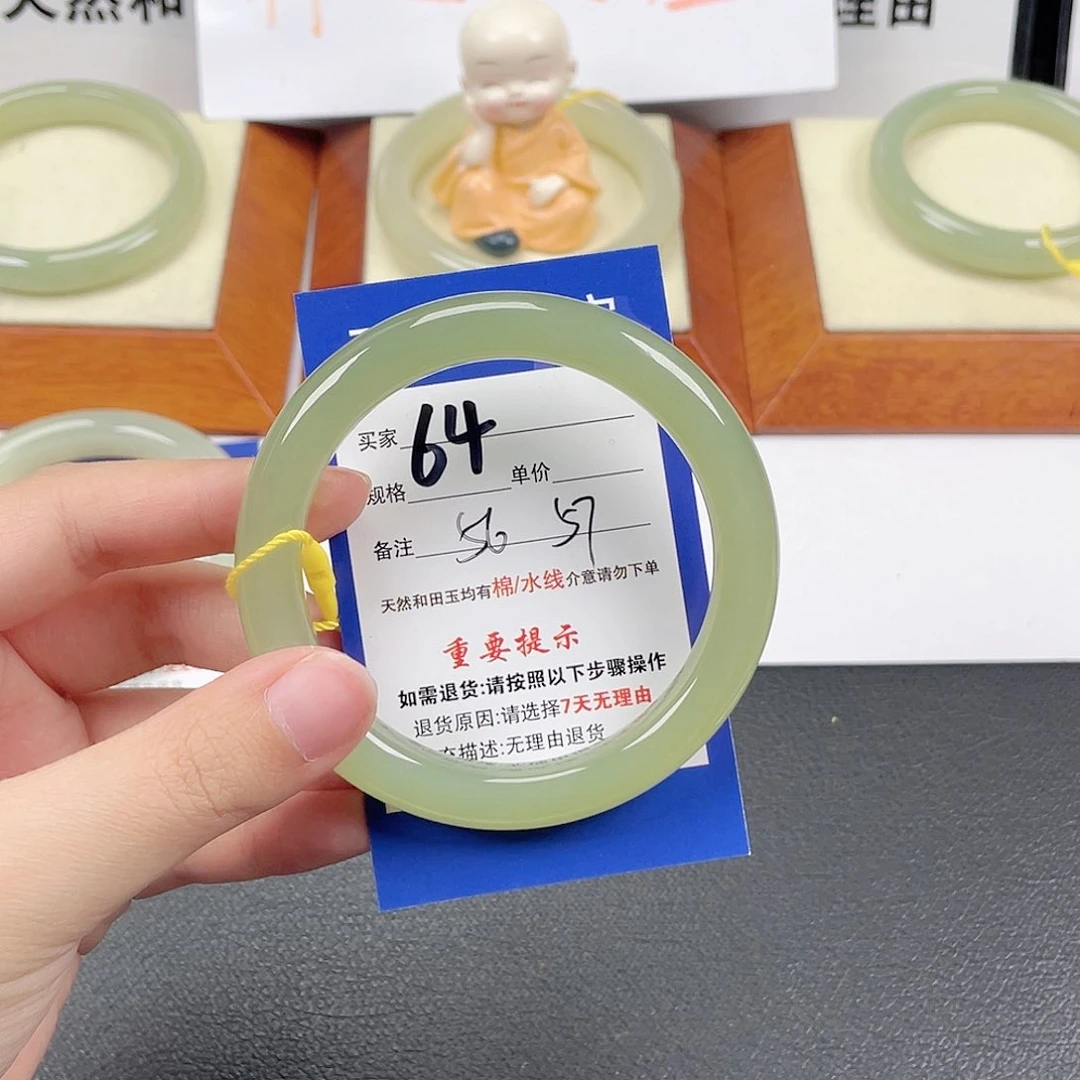 天然和
理由
买家
64
规格
单价
备注 56 57
天然和田玉均有棉/水线介意请勿下单
重要提示
如需退货:请按照以下步骤操作
退货原因:请选择7天无理由
描述:无理由退货